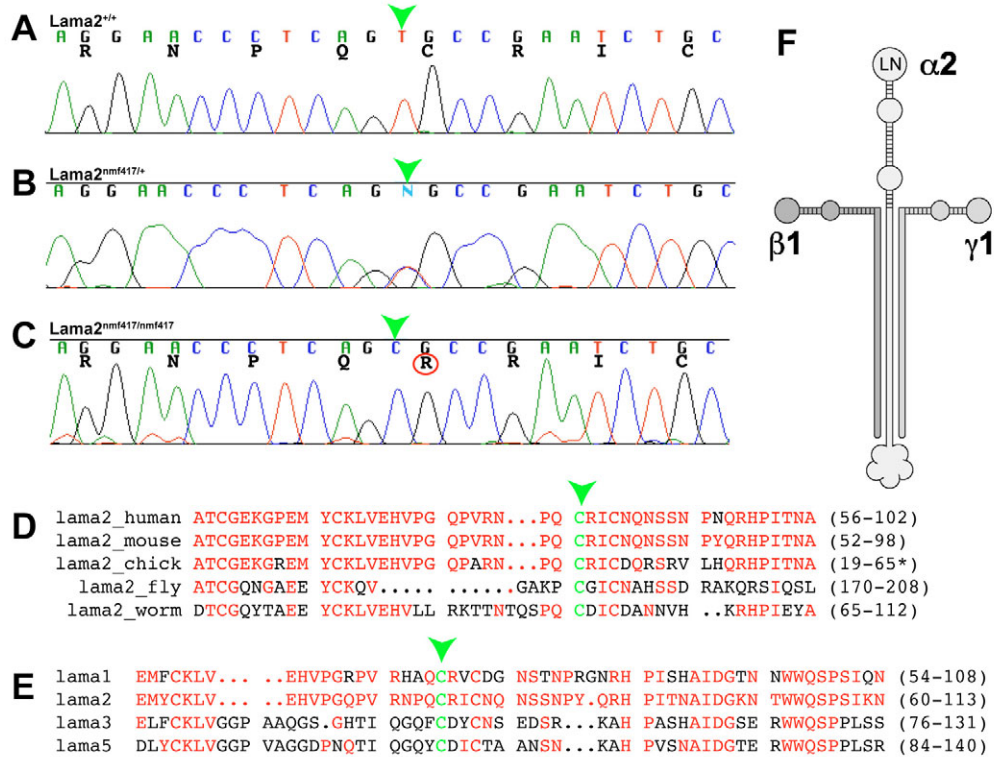 A Lama2+/+
A G G A A C C C T C A G T G C C G A A T C T G C
R N P Q C R I C
B Lama2nmf417/+
A G G A A C C C T C A G N G C C G A A T C T G C
C Lama2nmf417/nmf417
A G G A A C C C T C A G C G C C G A A T C T G C
R N P Q R R I C
D
lama2_human ATCGEKGPEM YCKLVEHVPG QPVRN...PQ CRICNQNSSN PNQRHPITNA (56-102)
lama2_mouse ATCGEKGPEM YCKLVEHVPG QPVRN...PQ CRICNQNSSN PYQRHPITNA (52-98)
lama2_chick ATCGEKGREM YCKLVEHVPG QPARN...PQ CRICDQRSRV LHQRHPITNA (19-65*)
lama2_fly ATCGQNGAEE YCKQV..... ......GAKP CGICNAHSSD RAKQRSIQSL (170-208)
lama2_worm DTCGQYTAEE YCKLVEHVLL RKTTNTQSPQ CDICDANNVH ..KRHPIEYA (65-112)
E
lama1 EMFCKLV... ..EHVPGRPV RHAQCRVCDG NSTNPRGNRH PISHAIDGTN NWWQSPSIQN (54-108)
lama2 EMYCKLV... ..EHVPGQPV RNPQCRICNQ NSSNPY.QRH PITNAIDGKN TWWQSPSIKN (60-113)
lama3 ELFCKLVGGP AAQGS.GHTI QGQFCDYCNS EDSR...KAH PASHAIDGSE RWWQSPPLSS (76-131)
lama5 DLYCKLVGGP VAGGDPNQTI QGQYCDICTA ANSN...KAH PVSNAIDGTE RWWQSPPLSR (84-140)
F
LN α2
β1 γ1